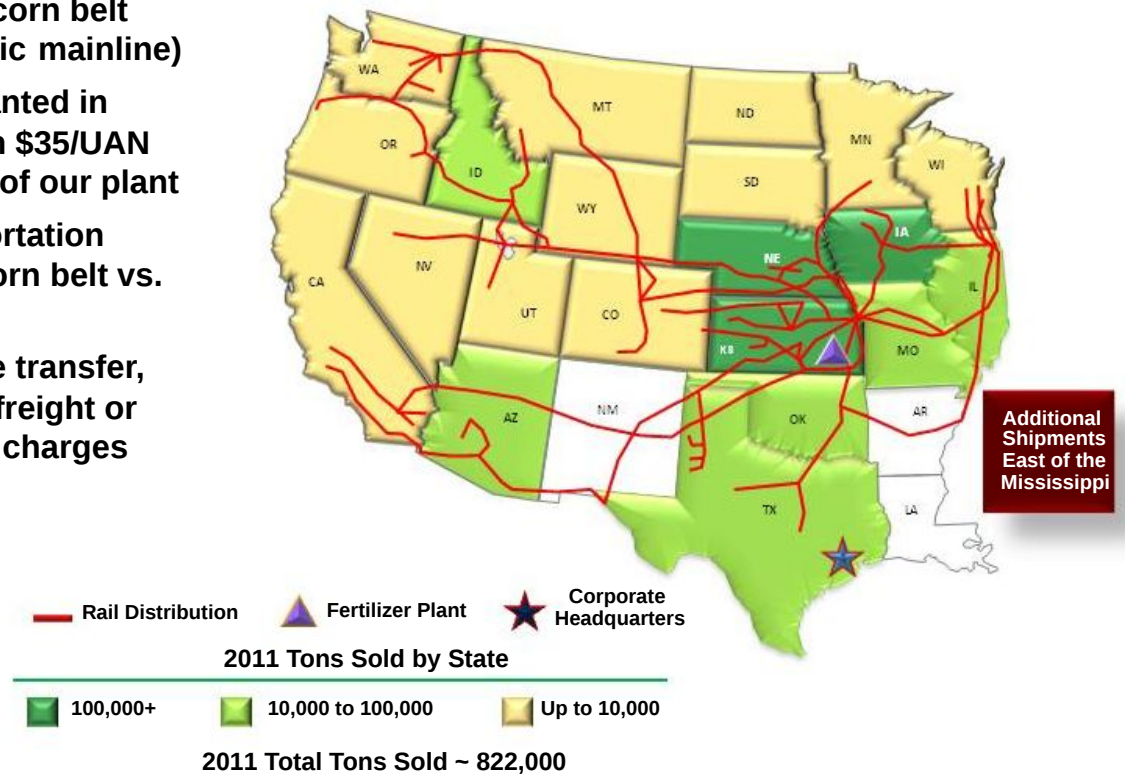 corn belt
ic mainline)
anted in
n $35/UAN
of our plant
ortation
orn belt vs.
e transfer,
freight or
charges
WA
MT
ND
MN
OR
WI
ID
SD
WY
IA
NE
NV
IL
CA
UT
CO
KS
MO
NM
AR
AZ
OK
TX
LA
Additional
Shipments
East of the
Mississippi
Rail Distribution
Fertilizer Plant
Corporate
Headquarters
2011 Tons Sold by State
100,000+
10,000 to 100,000
Up to 10,000
2011 Total Tons Sold ~ 822,000